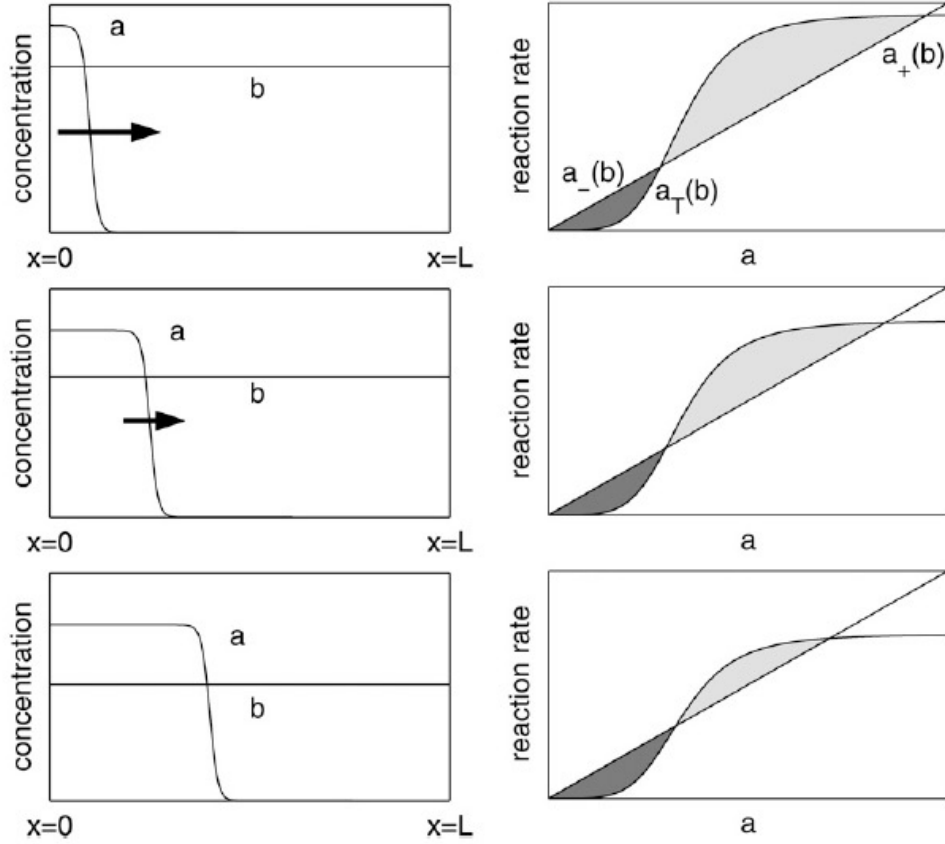 concentration
a
b
x=0
x=L
reaction rate
a_(b)
a_T(b)
a_+(b)
a
concentration
a
b
x=0
x=L
reaction rate
a
concentration
a
b
x=0
x=L
reaction rate
a